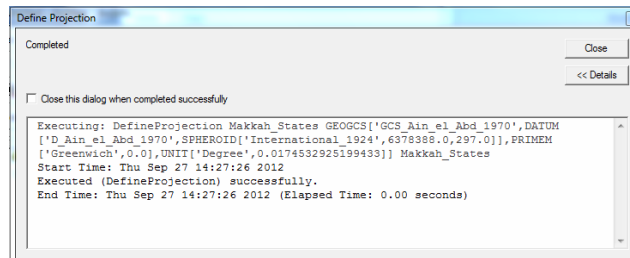 Define Projection
Completed
Close
<< Details
Close this dialog when completed successfully
Executing: DefineProjection Makkah_States GEOGCS['GCS_Ain_el_Abd_1970',DATUM
['D_Ain_el_Abd_1970',SPHEROID['International_1924',6378388.0,297.0]],PRIMEM
['Greenwich',0.0],UNIT['Degree',0.0174532925199433]] Makkah_States
Start Time: Thu Sep 27 14:27:26 2012
Executed (DefineProjection) successfully.
End Time: Thu Sep 27 14:27:26 2012 (Elapsed Time: 0.00 seconds)